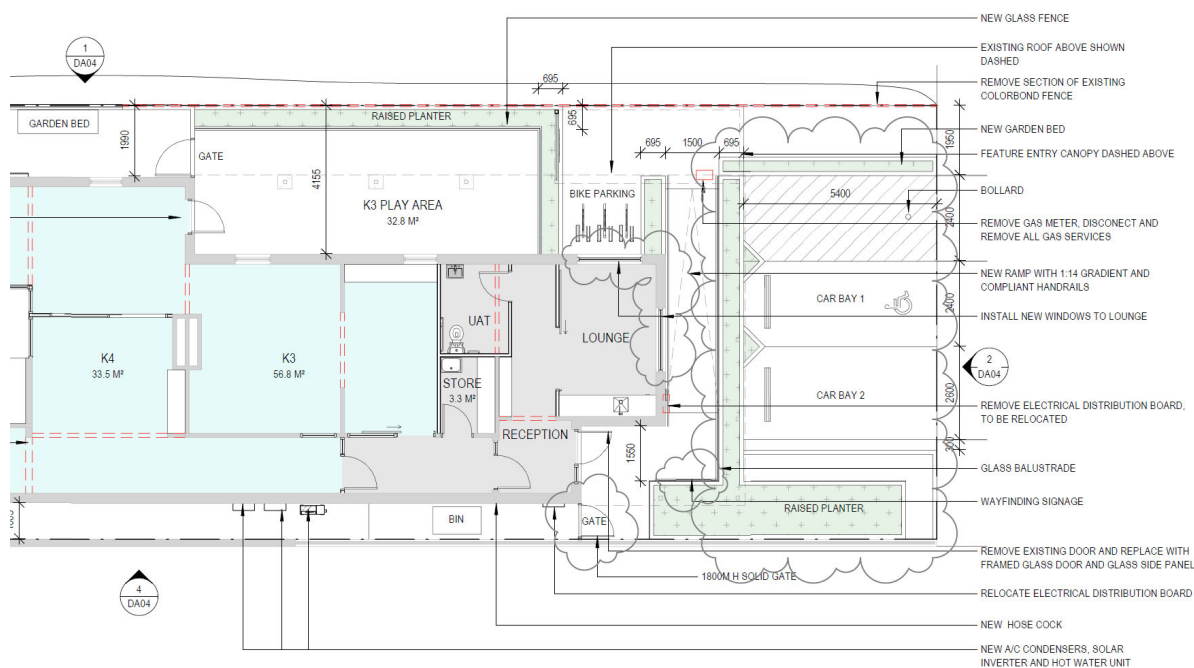 NEW GLASS FENCE
EXISTING ROOF ABOVE SHOWN
DASHED
REMOVE SECTION OF EXISTING
COLORBOND FENCE
NEW GARDEN BED
FEATURE ENTRY CANOPY DASHED ABOVE
BOLLARD
REMOVE GAS METER, DISCONECT AND
REMOVE ALL GAS SERVICES
NEW RAMP WITH 1:14 GRADIENT AND
COMPLIANT HANDRAILS
INSTALL NEW WINDOWS TO LOUNGE
REMOVE ELECTRICAL DISTRIBUTION BOARD,
TO BE RELOCATED
GLASS BALUSTRADE
WAYFINDING SIGNAGE
REMOVE EXISTING DOOR AND REPLACE WITH
FRAMED GLASS DOOR AND GLASS SIDE PANEL
RELOCATE ELECTRICAL DISTRIBUTION BOARD
NEW HOSE COCK
NEW A/C CONDENSERS, SOLAR
INVERTER AND HOT WATER UNIT
1
DA04
GARDEN BED
1990
GATE
4155
RAISED PLANTER
695
695
K3 PLAY AREA
32.8 M²
BIKE PARKING
695
1500
695
1950
5400
2400
CAR BAY 1
2400
CAR BAY 2
2600
300
2
DA04
UAT
LOUNGE
K4
33.5 M²
K3
56.8 M²
STORE
3.3 M²
RECEPTION
1550
RAISED PLANTER
BIN
GATE
1800M H SOLID GATE
4
DA04